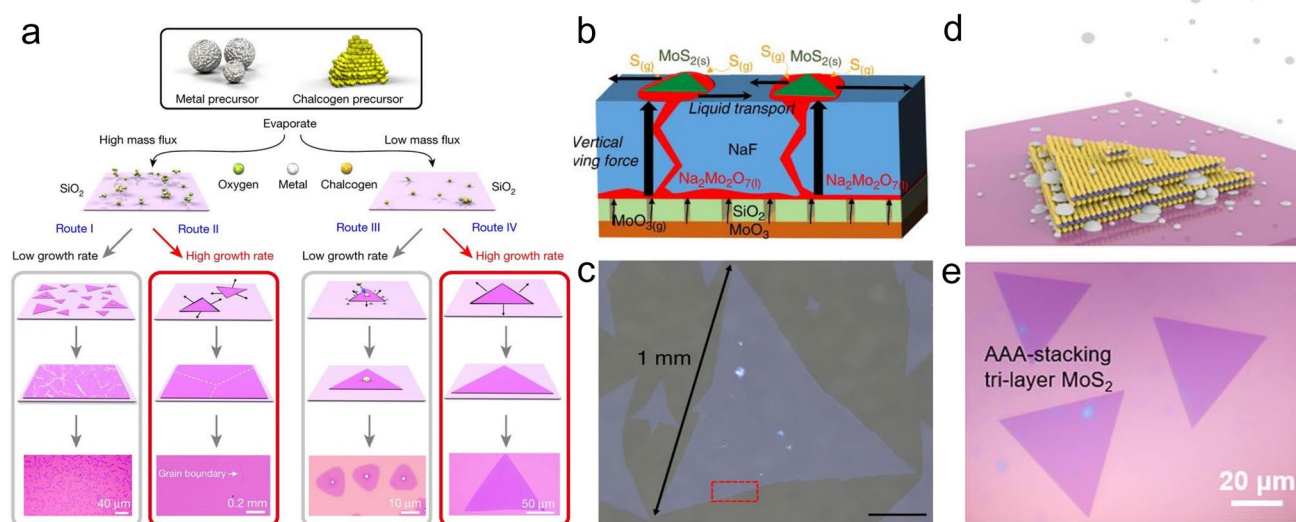 a
Metal precursor
Chalcogen precursor
Evaporate
High mass flux
Low mass flux
SiO2
Oxygen
Metal
Chalcogen
SiO2
Route I
Route II
Route III
Route IV
Low growth rate
High growth rate
Low growth rate
High growth rate
Grain boundary
40 μm
0.2 mm
10 μm
50 μm
b
MoS2(s)
MoS2(s)
S(g)
S(g)
S(g)
S(g)
Liquid transport
Vertical
ving force
NaF
Na2Mo2O7(l)
Na2Mo2O7(l)
SiO2
MoO3(g)
MoO3
c
1 mm
d
e
AAA-stacking
tri-layer MoS2
20 μm